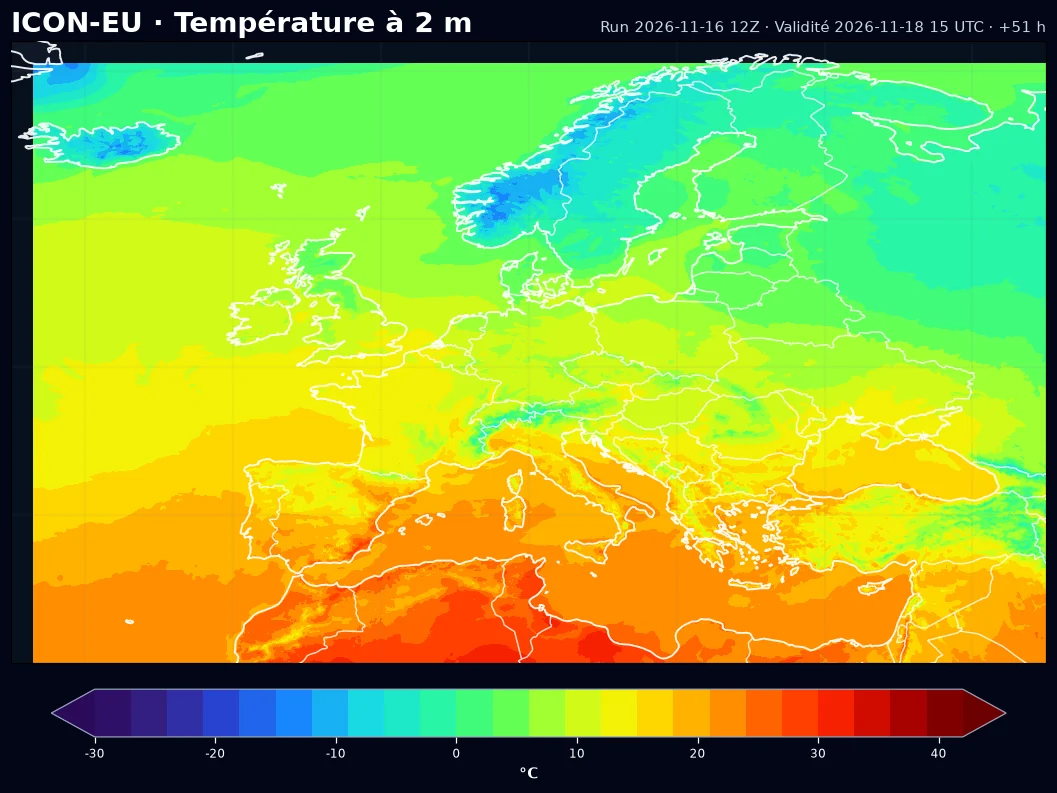 ICON-EU · Température à 2 m
Run 2026-11-16 12Z · Validité 2026-11-18 15 UTC · +51 h
-30 -20 -10 0 10 20 30 40
°C